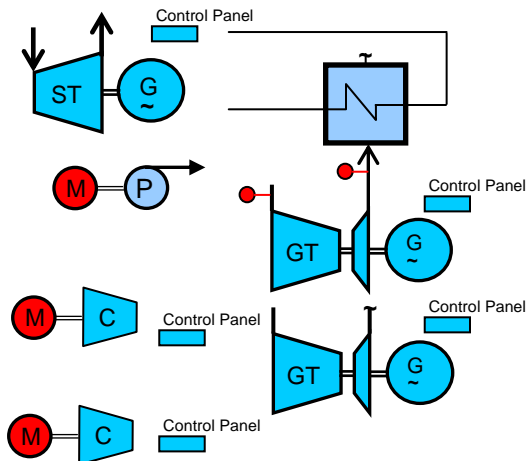 Control Panel
ST
G
~
~
M
P
Control Panel
GT
G
~
M
C
Control Panel
~
Control Panel
GT
G
~
M
C
Control Panel